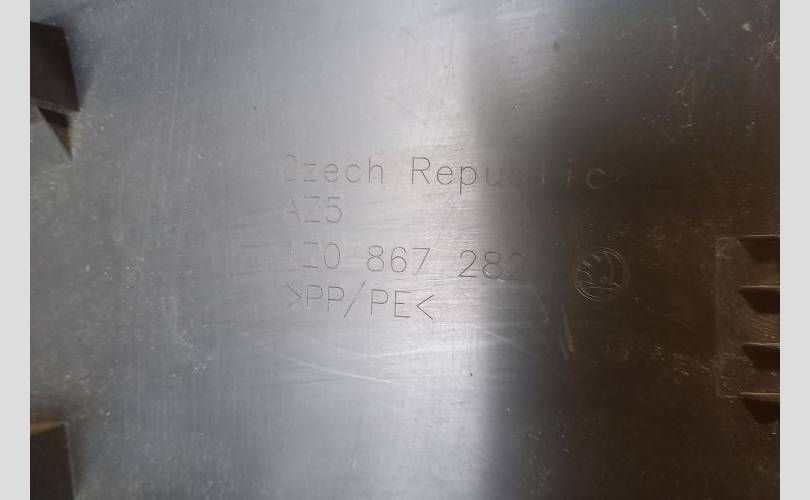 Czech Republic
AZ5
1Z0 867 282
>PP/PE<